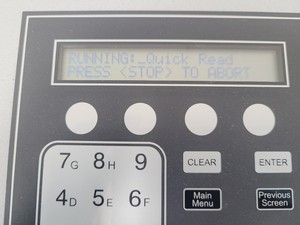 RUNNING:_Quick Read
PRESS <STOP> TO ABORT
7G 8H 9 CLEAR ENTER
4D 5E 6F Main Menu Previous Screen